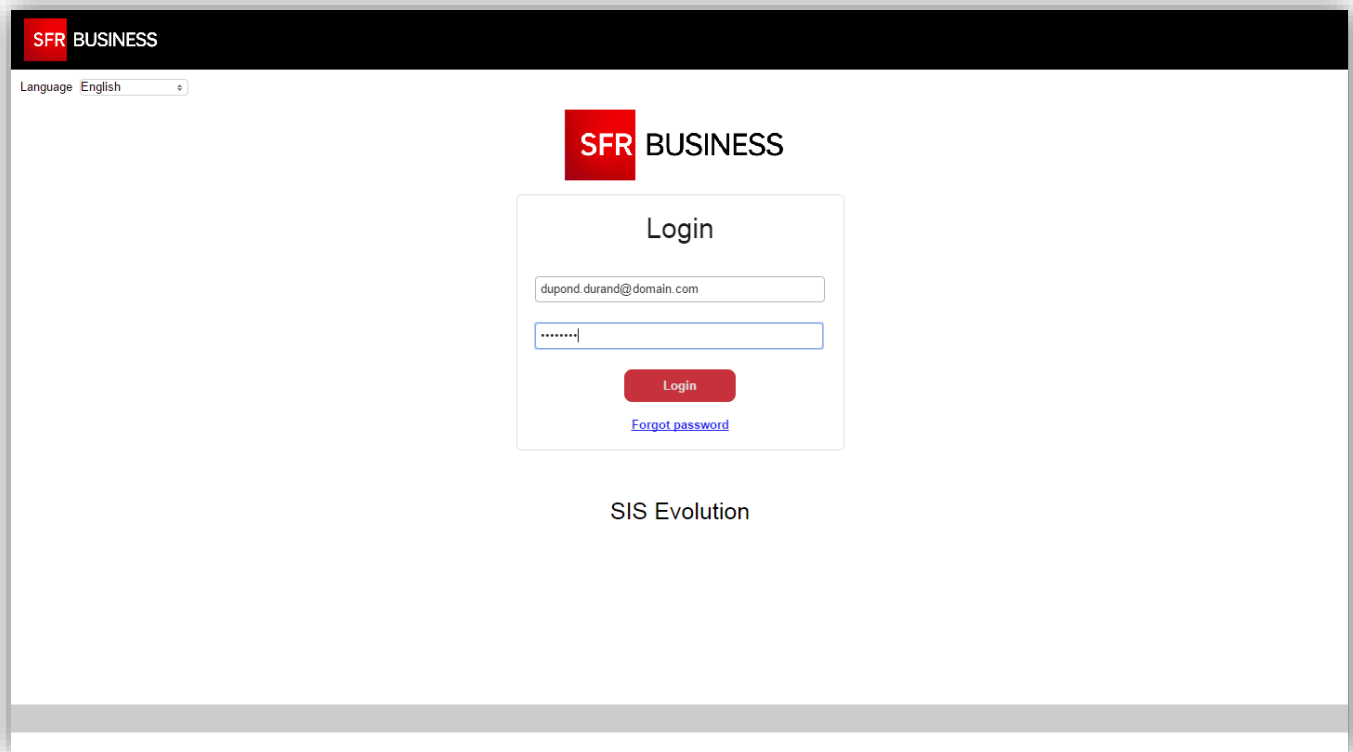 SFR BUSINESS
Language English
SFR BUSINESS
Login
dupond.durand@domain.com
••••••••
Login
Forgot password
SIS Evolution